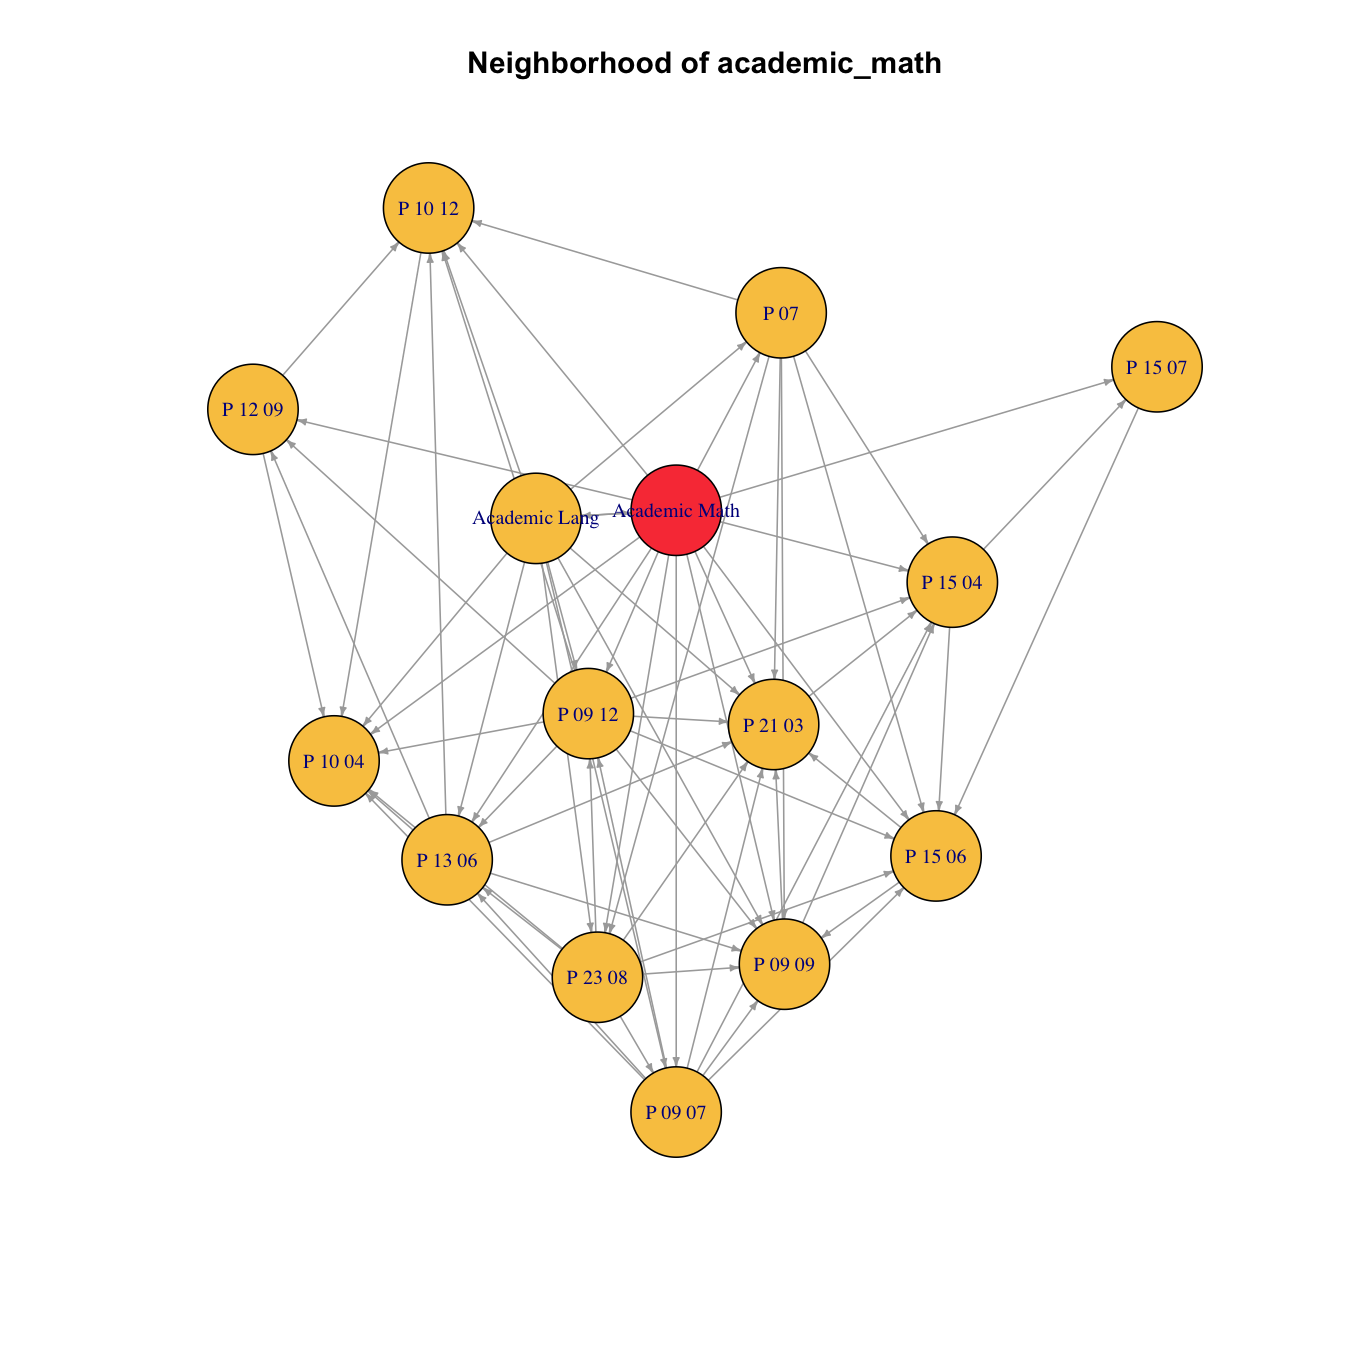 Neighborhood of academic_math
P 10 12
P 07
P 15 07
P 12 09
Academic Lang
Academic Math
P 15 04
P 09 12
P 21 03
P 10 04
P 13 06
P 15 06
P 23 08
P 09 09
P 09 07